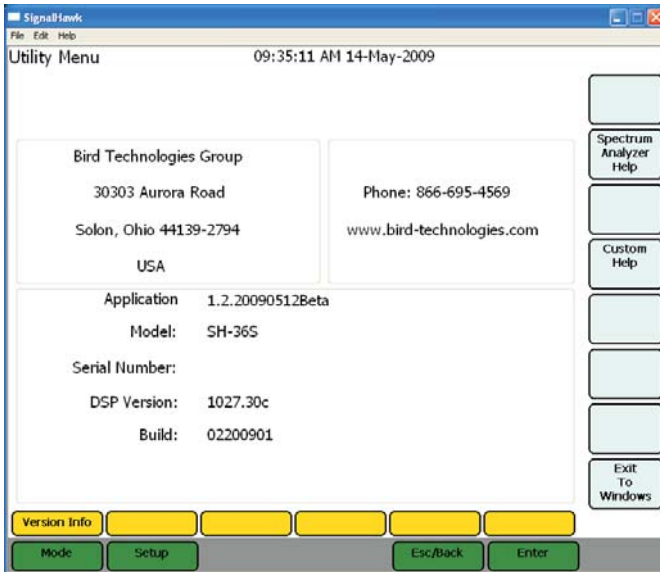 SignalHawk
File Edit Help
Utility Menu 09:35:11 AM 14-May-2009
Bird Technologies Group
30303 Aurora Road
Solon, Ohio 44139-2794
USA
Phone: 866-695-4569
www.bird-technologies.com
Application 1.2.20090512Beta
Model: SH-36S
Serial Number:
DSP Version: 1027.30c
Build: 02200901
Spectrum
Analyzer
Help
Custom
Help
Exit
To
Windows
Version Info
Mode Setup Esc/Back Enter